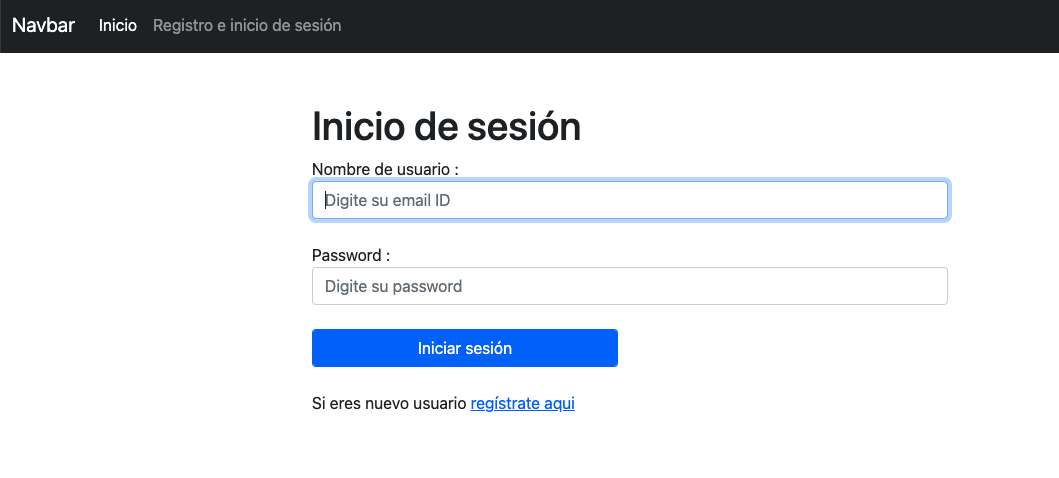 Navbar Inicio Registro e inicio de sesión
Inicio de sesión
Nombre de usuario :
Digite su email ID
Password :
Digite su password
Iniciar sesión
Si eres nuevo usuario regístrate aqui